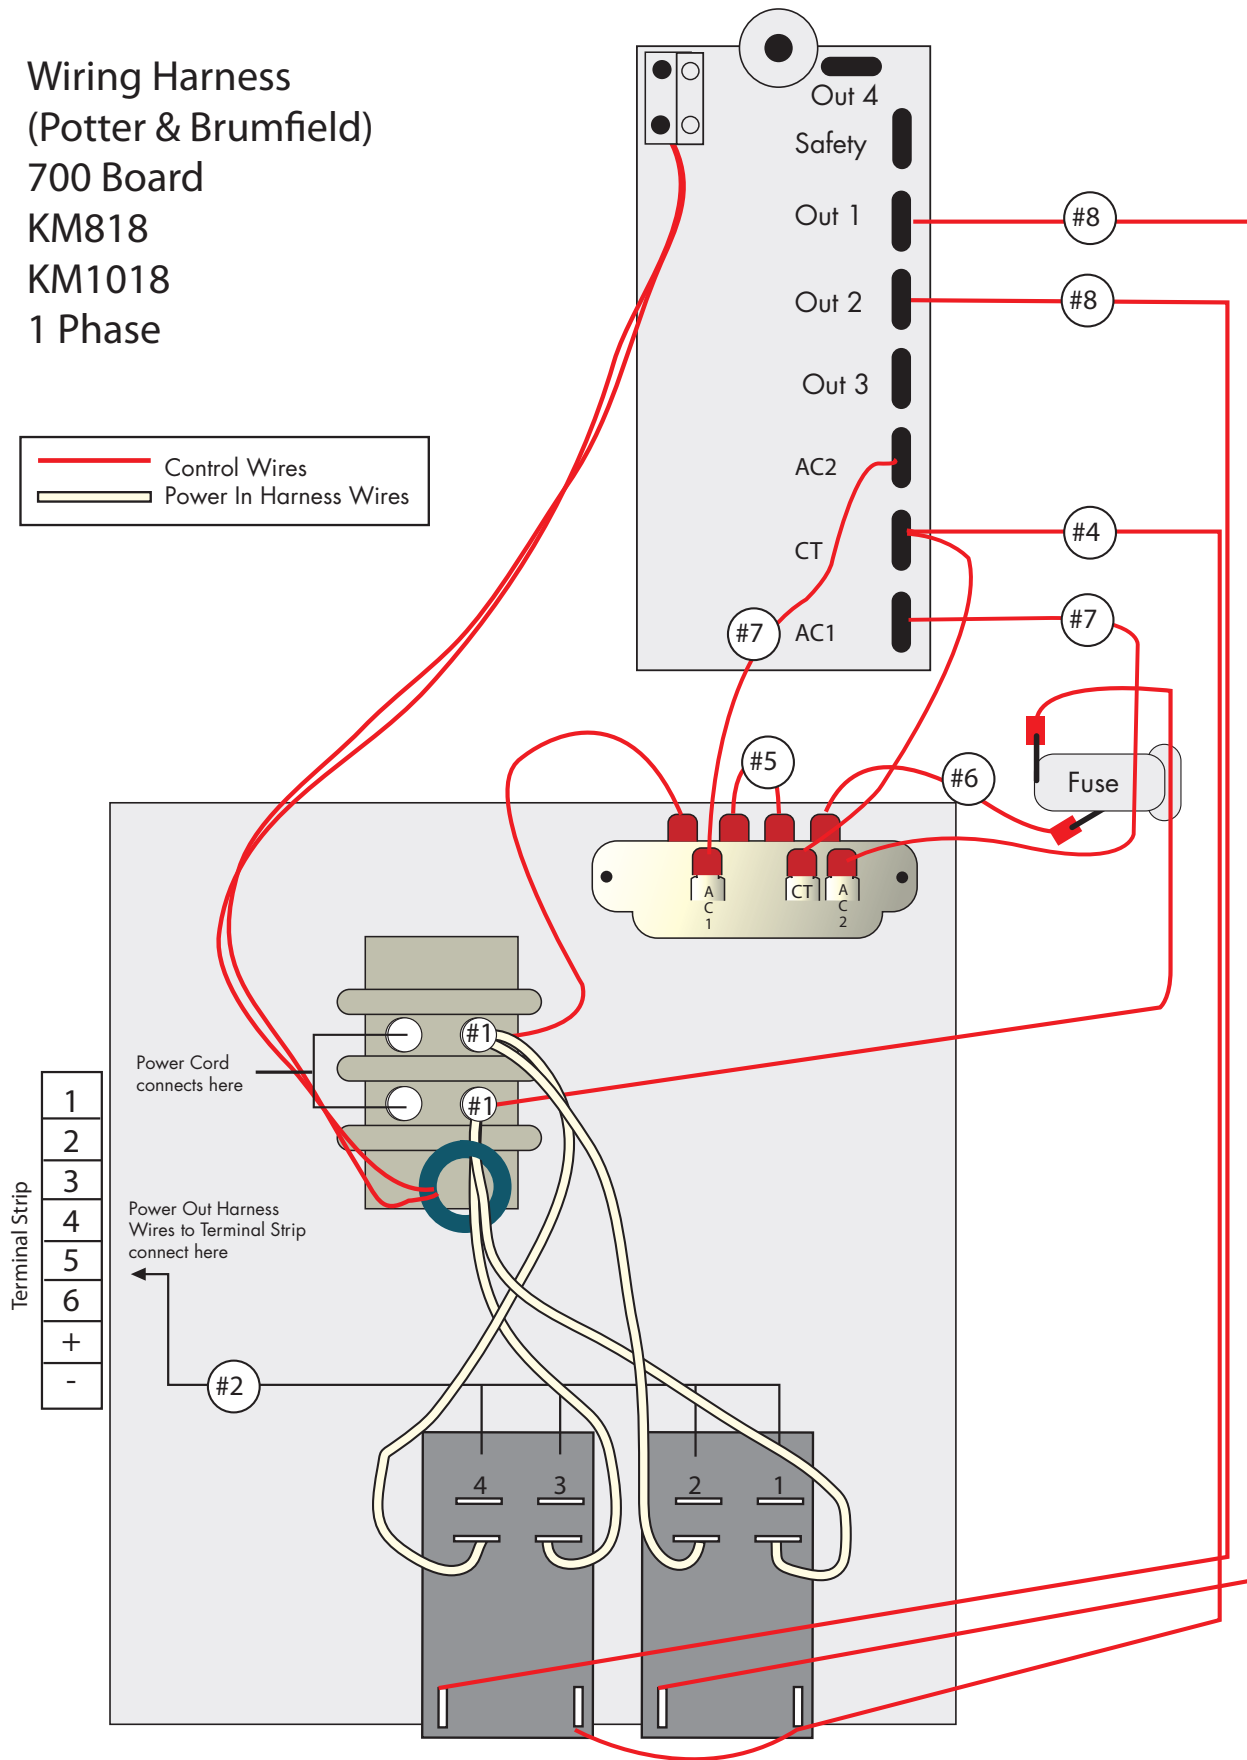 Wiring Harness
(Potter & Brumfield)
700 Board
KM818
KM1018
1 Phase
Control Wires
Power In Harness Wires
Out 4
Safety
Out 1
#8
Out 2
#8
Out 3
AC2
CT
#4
#7
AC1
#7
#5
#6
Fuse
A
C
1
CT
A
C
2
#1
#1
Power Cord
connects here
Terminal Strip
1
2
3
4
5
6
+
-
Power Out Harness
Wires to Terminal Strip
connect here
#2
4
3
2
1